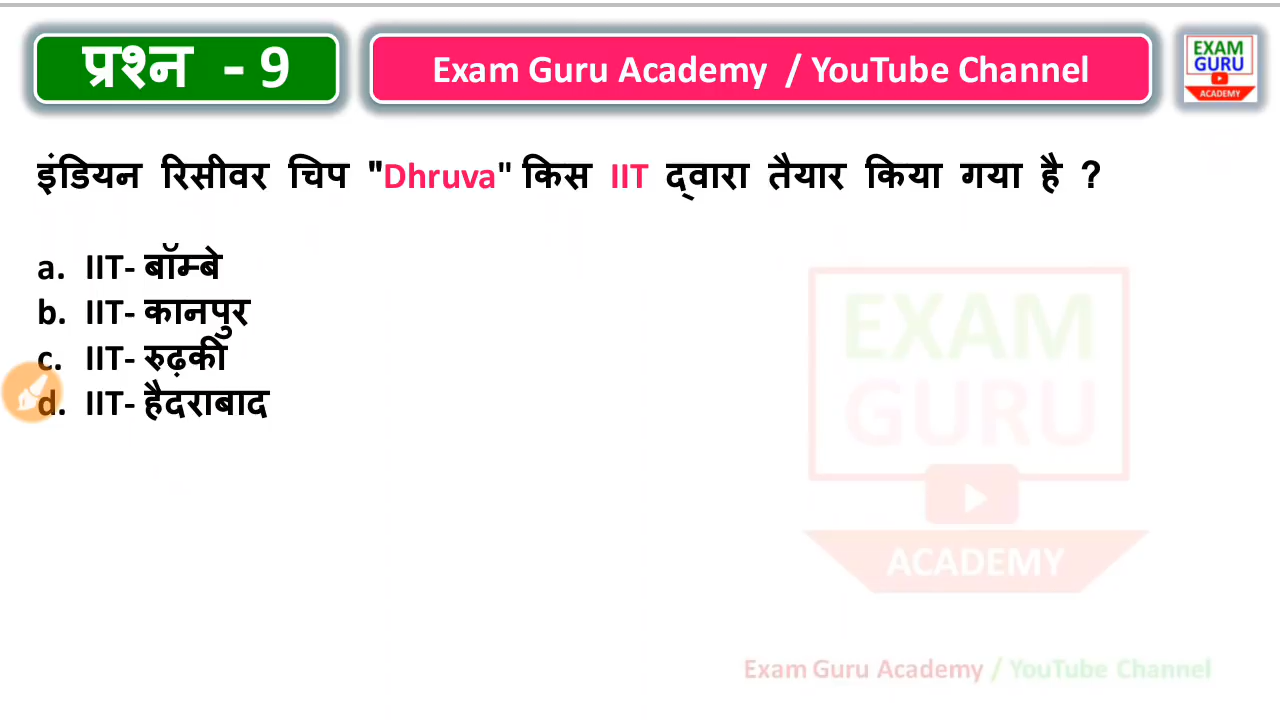 प्रश्न - 9
Exam Guru Academy / YouTube Channel
EXAM
GURU
ACADEMY
इंडियन रिसीवर चिप "Dhruva" किस IIT द्वारा तैयार किया गया है ?
a. IIT- बॉम्बे
b. IIT- कानपुर
c. IIT- रुढ़की
d. IIT- हैदराबाद
EXAM
GURU
ACADEMY
Exam Guru Academy / YouTube Channel